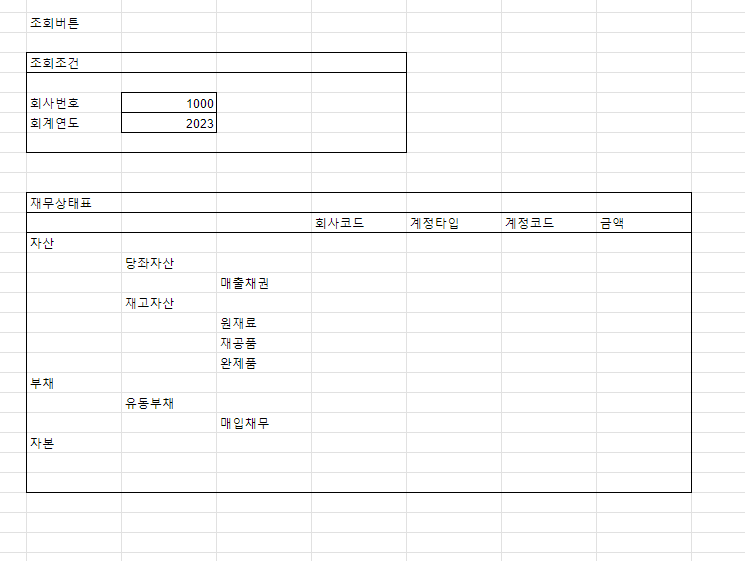 조회버튼
조회조건
회사번호 1000
회계연도 2023
재무상태표
회사코드 계정타입 계정코드 금액
자산
당좌자산
매출채권
재고자산
원재료
재공품
완제품
부채
유동부채
매입채무
자본